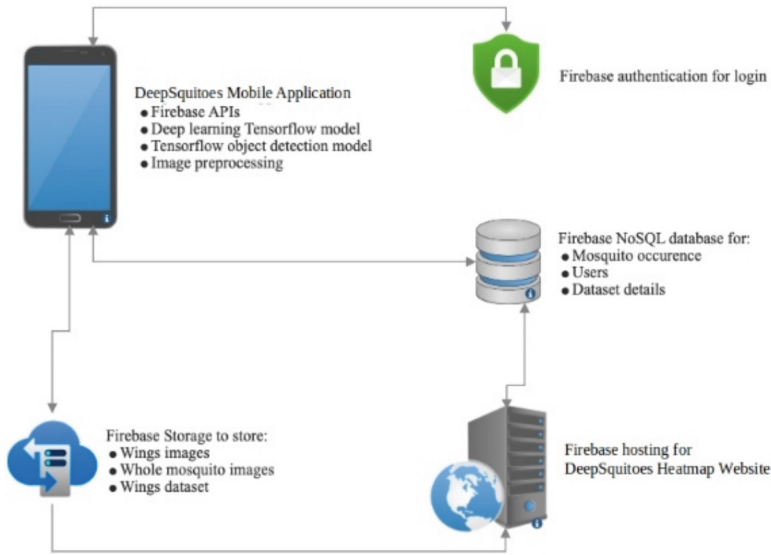 Firebase authentication for login
DeepSquitoes Mobile Application
● Firebase APIs
● Deep learning Tensorflow model
● Tensorflow object detection model
● Image preprocessing
Firebase NoSQL database for:
● Mosquito occurence
● Users
● Dataset details
Firebase Storage to store:
● Wings images
● Whole mosquito images
● Wings dataset
Firebase hosting for
DeepSquitoes Heatmap Website